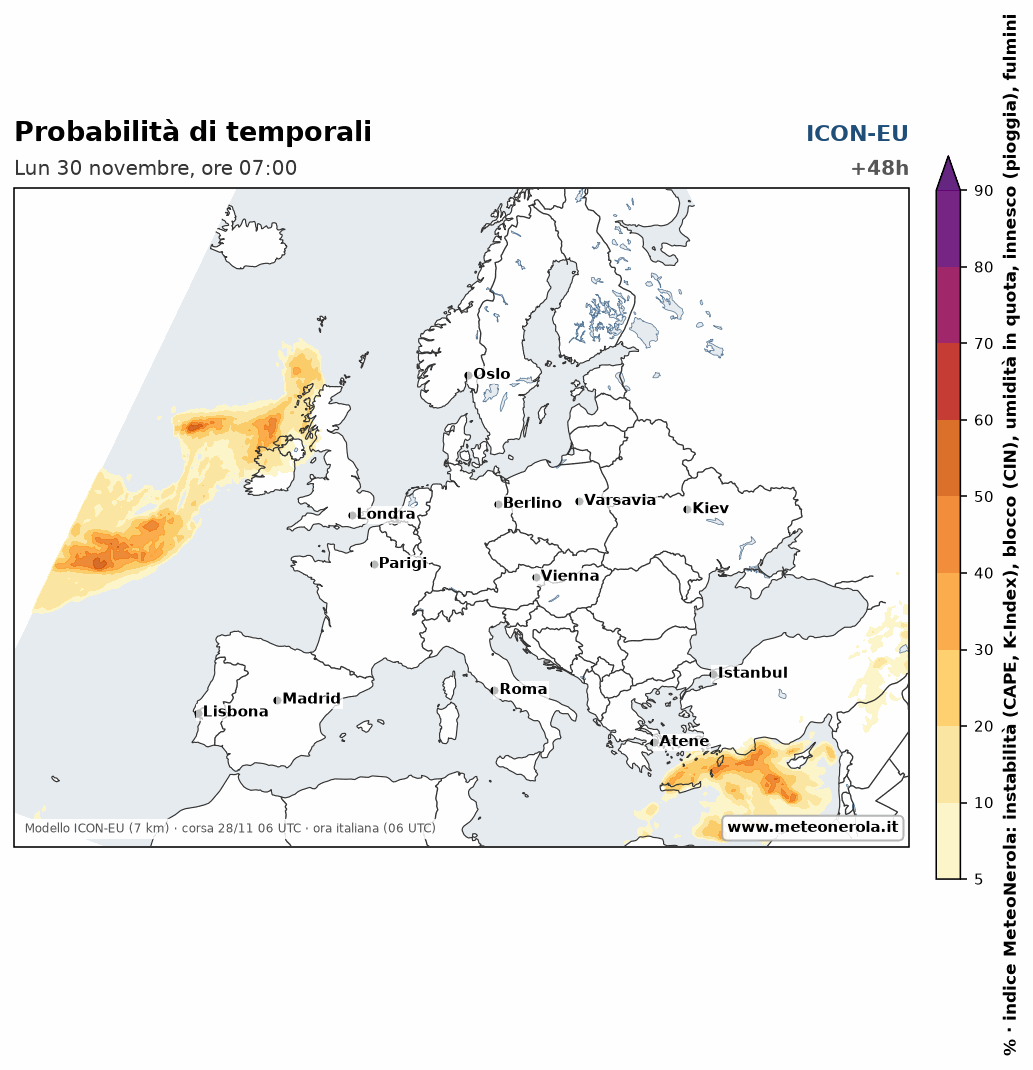 Probabilità di temporali
ICON-EU
Lun 30 novembre, ore 07:00
+48h
90
80
70
60
50
40
30
20
10
5
% · indice MeteoNerola: instabilità (CAPE, K-Index), blocco (CIN), umidità in quota, innesco (pioggia), fulmini
Oslo
Berlino
Varsavia
Kiev
Londra
Parigi
Vienna
Istanbul
Roma
Madrid
Lisbona
Atene
Modello ICON-EU (7 km) · corsa 28/11 06 UTC · ora italiana (06 UTC)
www.meteonerola.it